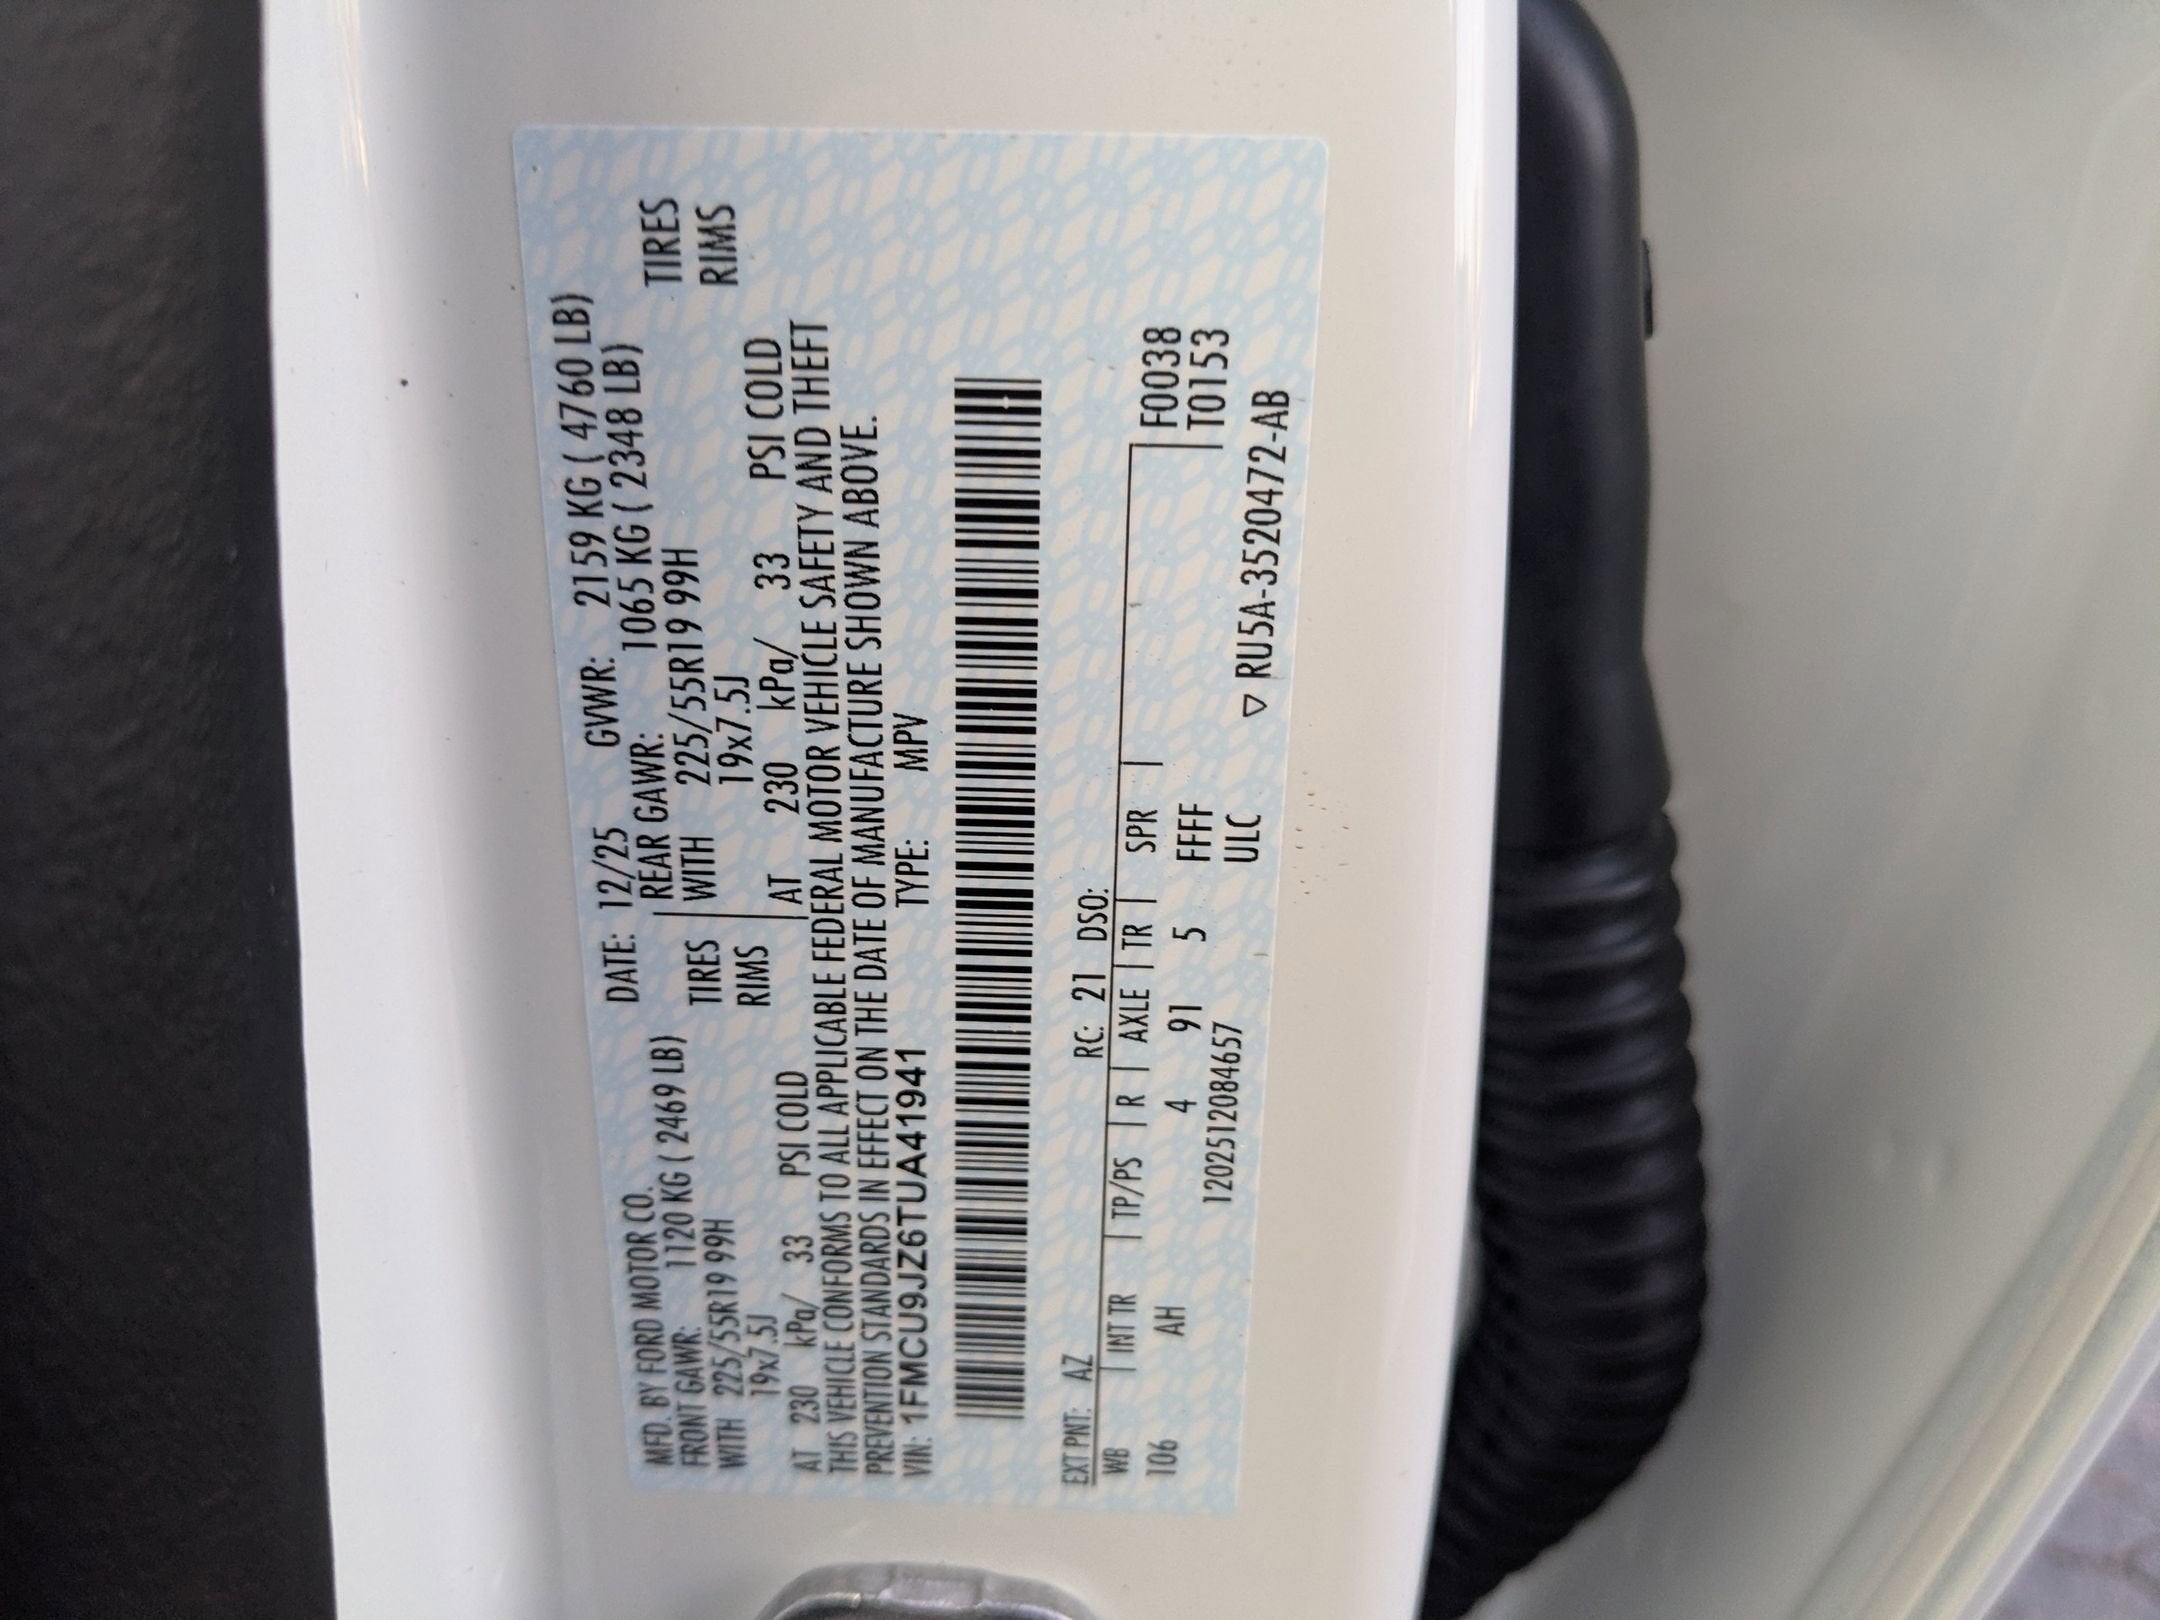 MFD. BY FORD MOTOR CO. DATE: 12/25 GVWR: 2159 KG ( 4760 LB)
FRONT GAWR: 1120 KG ( 2469 LB) REAR GAWR: 1065 KG ( 2348 LB)
WITH 225/55R19 99H TIRES WITH 225/55R19 99H TIRES
19x7.5J RIMS 19x7.5J RIMS
AT 230 kPa/ 33 PSI COLD AT 230 kPa/ 33 PSI COLD
THIS VEHICLE CONFORMS TO ALL APPLICABLE FEDERAL MOTOR VEHICLE SAFETY AND THEFT
PREVENTION STANDARDS IN EFFECT ON THE DATE OF MANUFACTURE SHOWN ABOVE.
VIN: 1FMCU9JZ6TUA41941 TYPE: MPV
EXT PNT: AZ RC: 21 DSO:
WB INT TR TP/PS R AXLE TR SPR F0038
106 AH 4 91 5 FFFF T0153
12025120846​57 ULC
▽ RU5A-3520472-AB